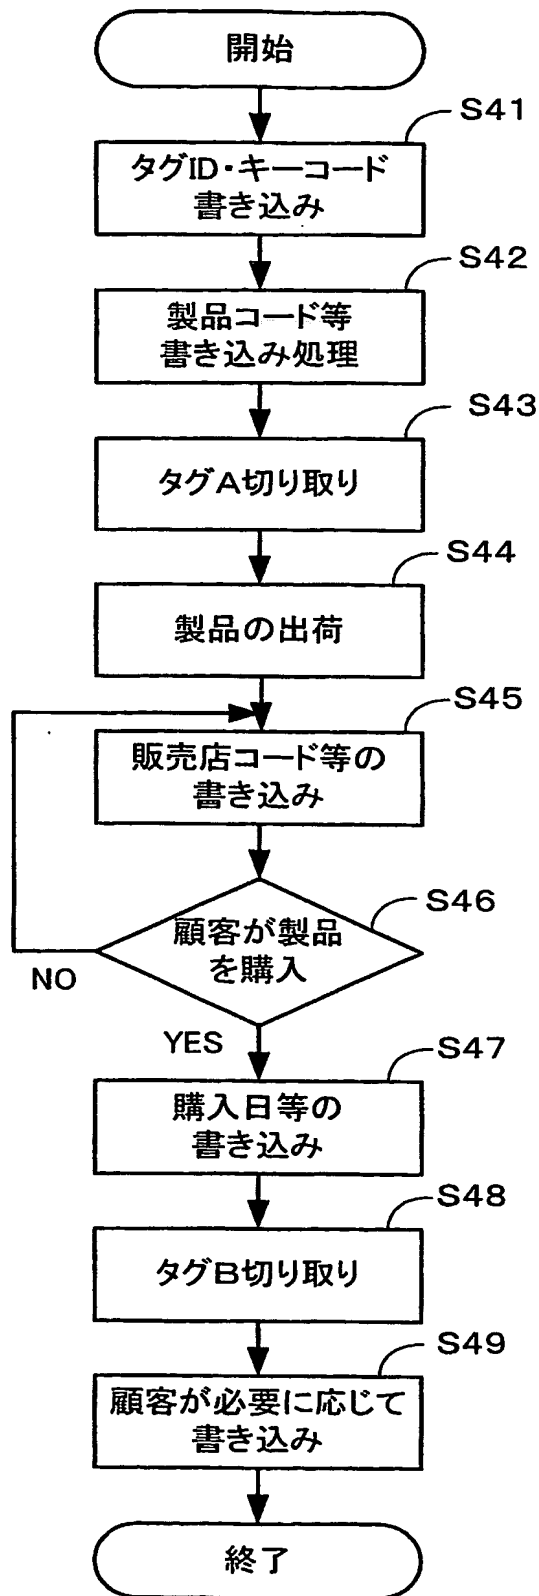 開始
S41
タグID・キーコード
書き込み
S42
製品コード等
書き込み処理
S43
タグA切り取り
S44
製品の出荷
S45
販売店コード等の
書き込み
S46
顧客が製品
を購入
NO
YES
S47
購入日等の
書き込み
S48
タグB切り取り
S49
顧客が必要に応じて
書き込み
終了